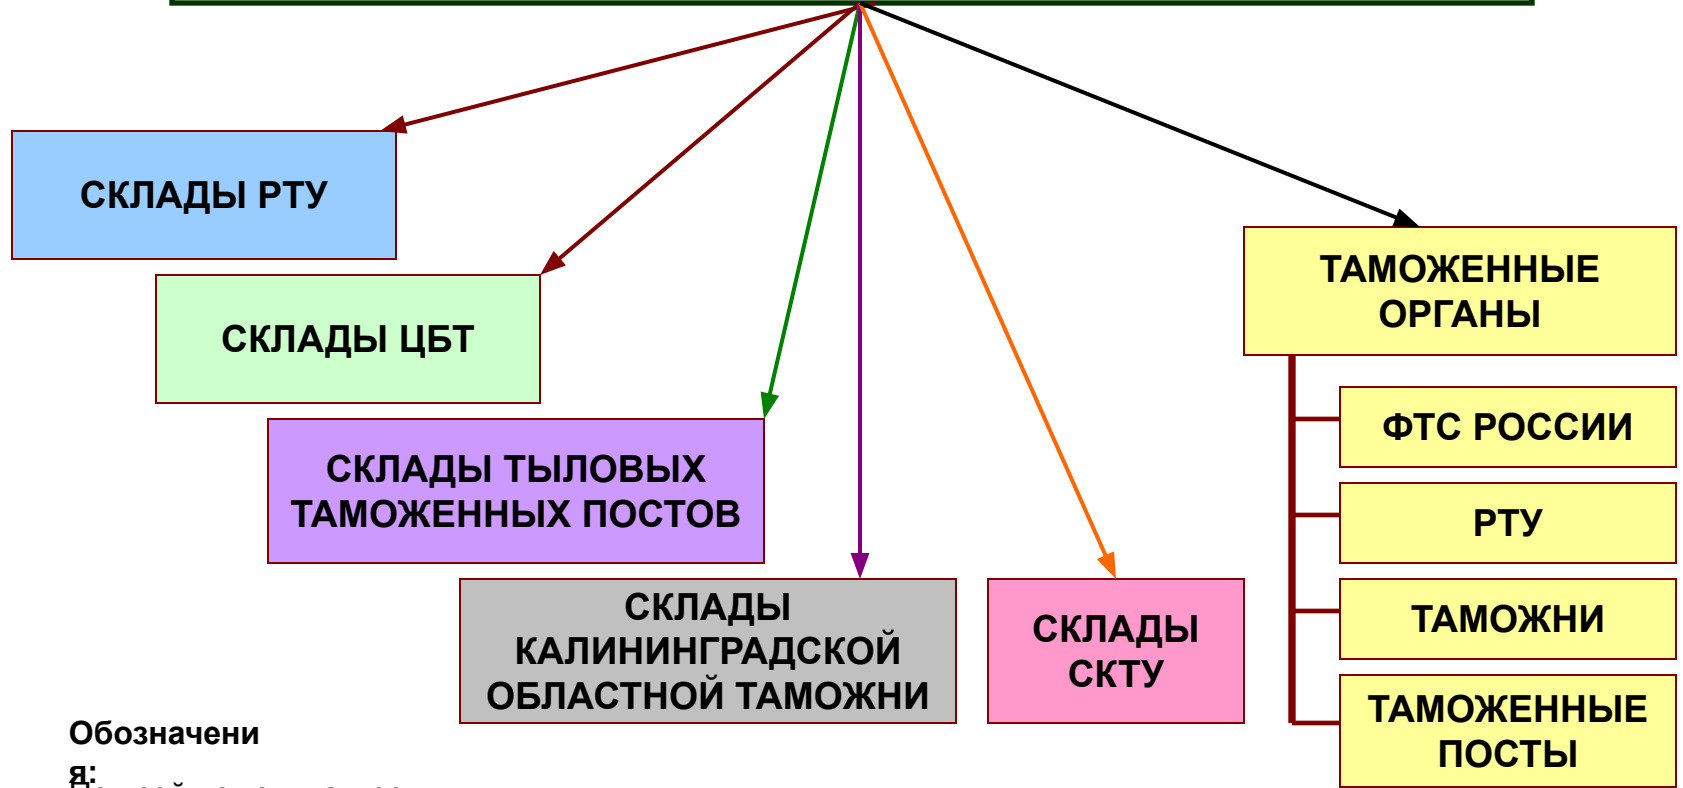 СКЛАДЫ РТУ
СКЛАДЫ ЦБТ
СКЛАДЫ ТЫЛОВЫХ
ТАМОЖЕННЫХ ПОСТОВ
СКЛАДЫ
КАЛИНИНГРАДСКОЙ
ОБЛАСТНОЙ ТАМОЖНИ
СКЛАДЫ
СКТУ
ТАМОЖЕННЫЕ
ОРГАНЫ
ФТС РОССИИ
РТУ
ТАМОЖНИ
ТАМОЖЕННЫЕ
ПОСТЫ
Обозначени
я: